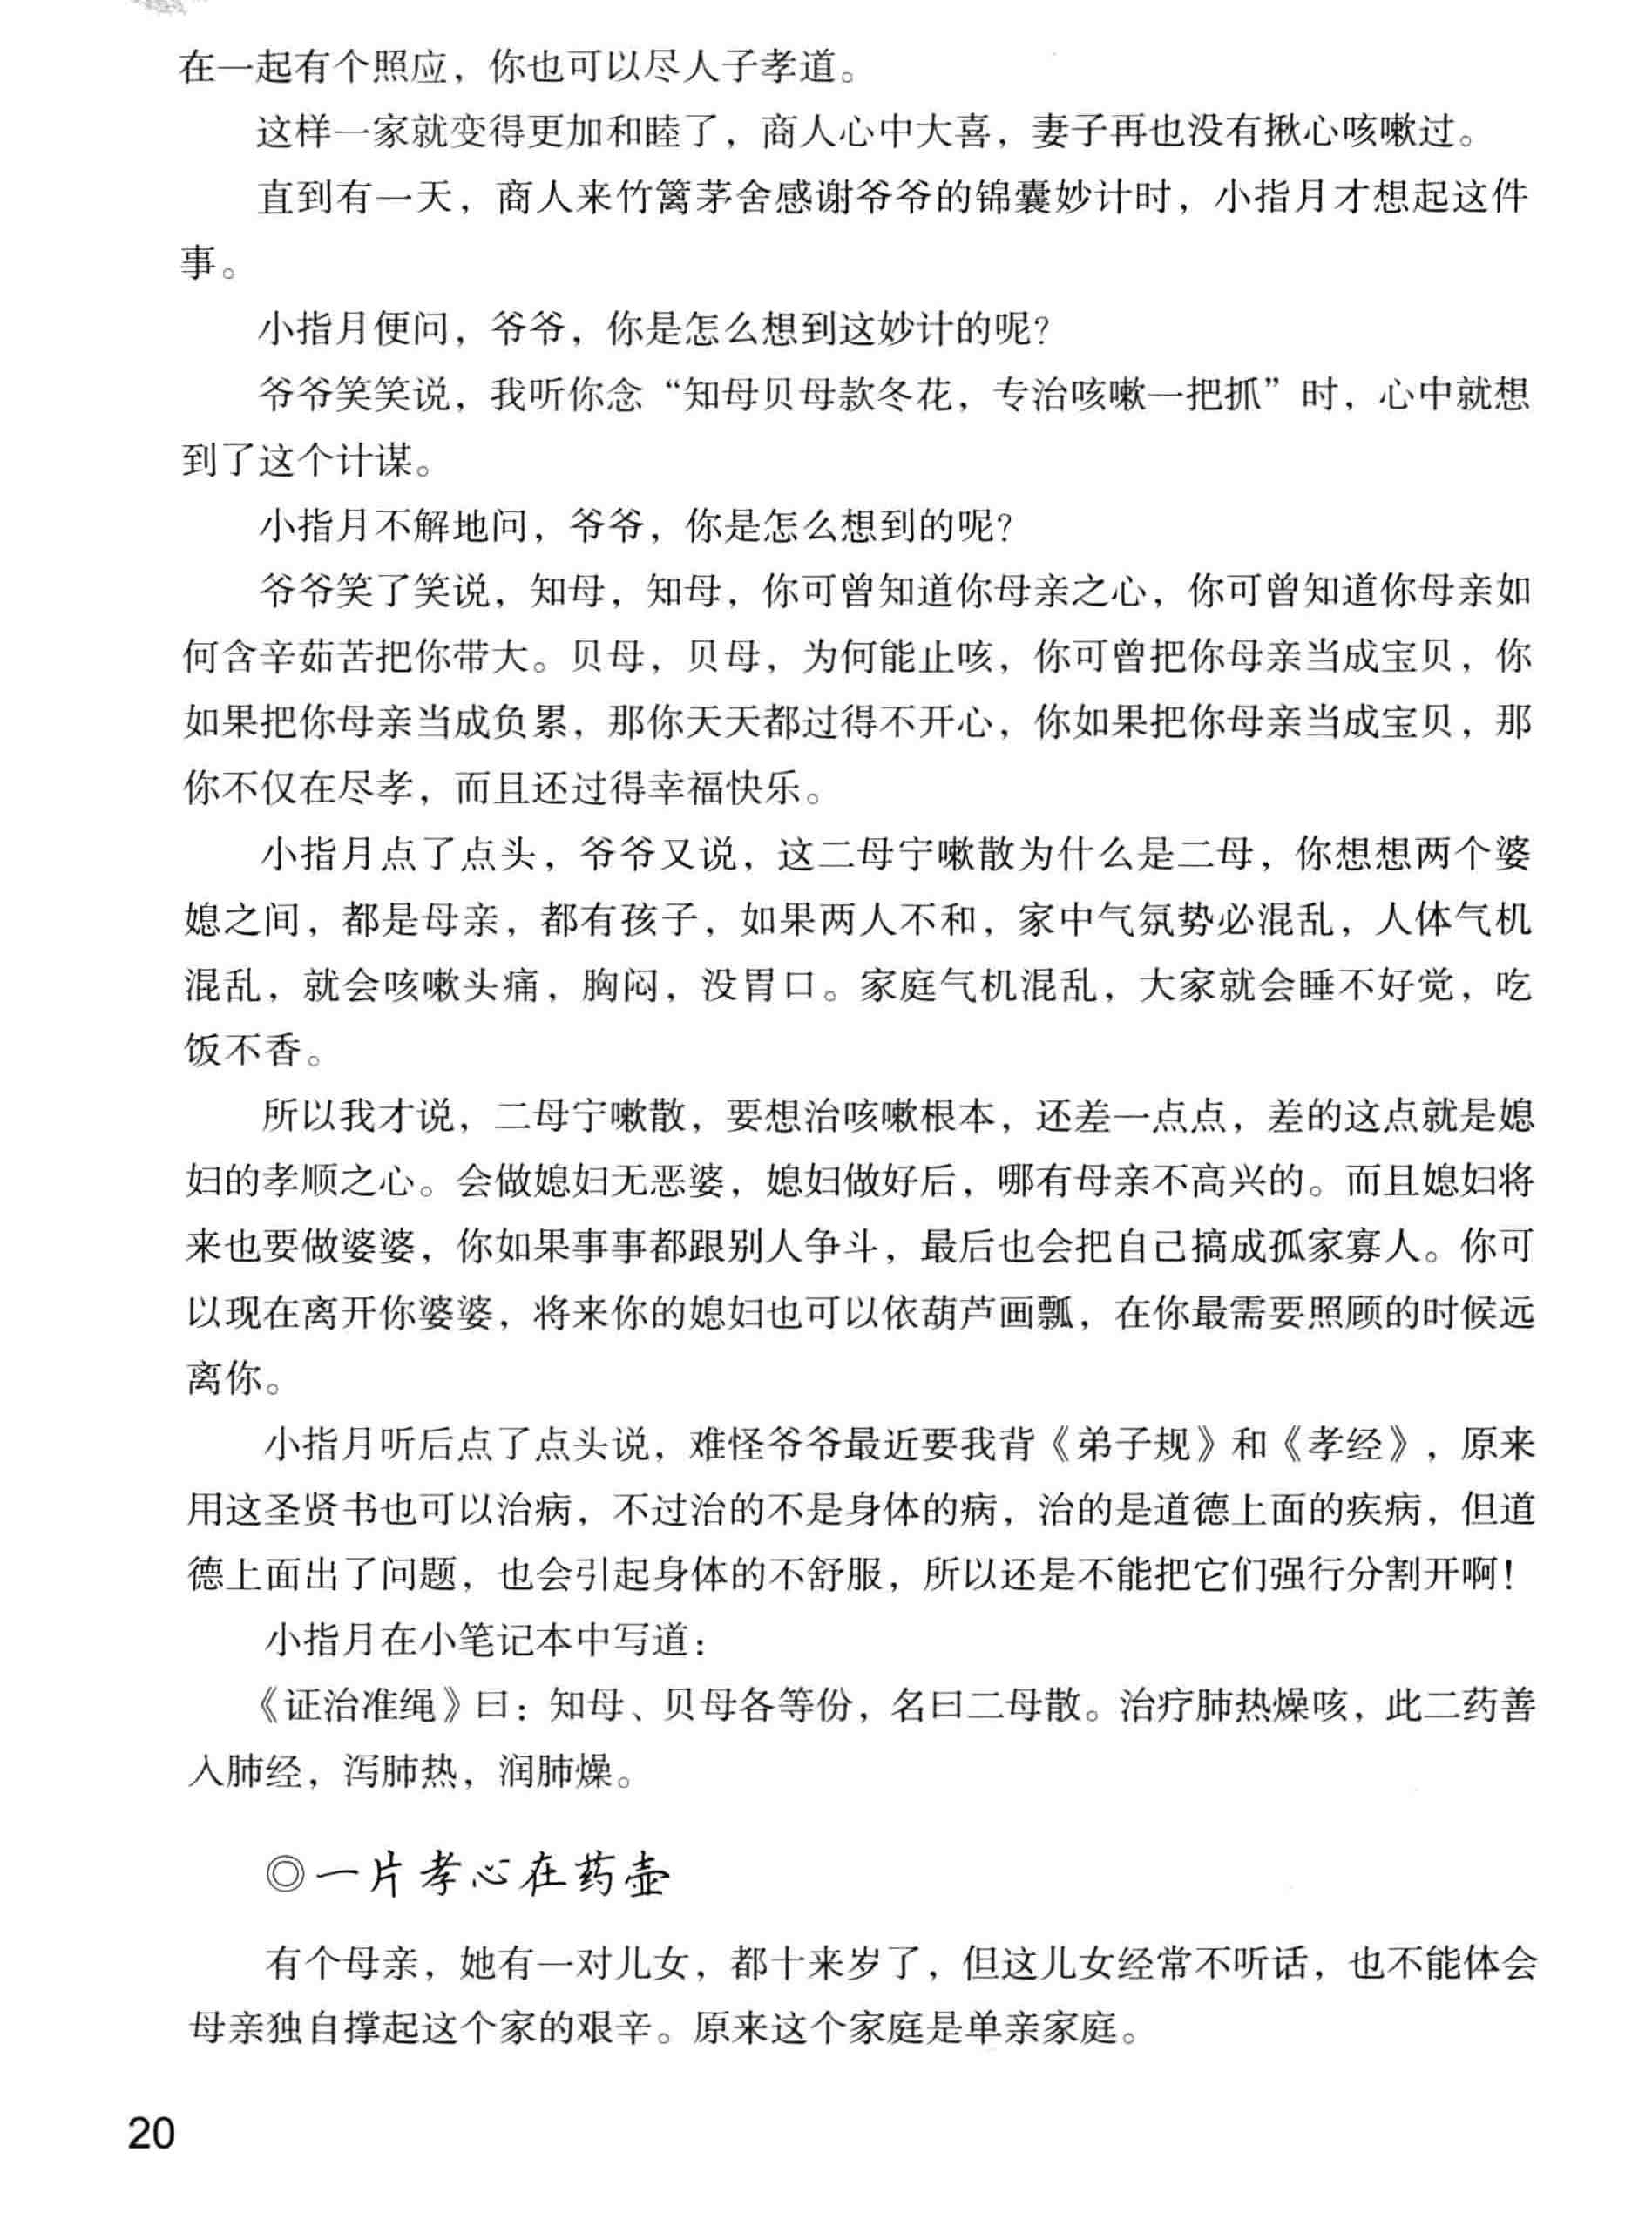 在一起有个照应，你也可以尽人子孝道。
这样一家就变得更加和睦了，商人心中大喜，妻子再也没有揪心咳嗽过。
直到有一天，商人来竹篱茅舍感谢爷爷的锦囊妙计时，小指月才想起这件
事。
小指月便问，爷爷，你是怎么想到这妙计的呢？
爷爷笑笑说，我听你念“知母贝母款冬花，专治咳嗽一把抓”时，心中就想
到了这个计谋。
小指月不解地问，爷爷，你是怎么想到的呢？
爷爷笑了笑说，知母，知母，你可曾知道你母亲之心，你可曾知道你母亲如
何含辛茹苦把你带大。贝母，贝母，为何能止咳，你可曾把你母亲当成宝贝，你
如果把你母亲当成负累，那你天天都过得不开心，你如果把你母亲当成宝贝，那
你不仅在尽孝，而且还过得幸福快乐。
小指月点了点头，爷爷又说，这二母宁嗽散为什么是二母，你想想两个婆
媳之间，都是母亲，都有孩子，如果两人不和，家中气氛势必混乱，人体气机
混乱，就会咳嗽头痛，胸闷，没胃口。家庭气机混乱，大家就会睡不好觉，吃
饭不香。
所以我才说，二母宁嗽散，要想治咳嗽根本，还差一点点，差的这点就是媳
妇的孝顺之心。会做媳妇无恶婆，媳妇做好后，哪有母亲不高兴的。而且媳妇将
来也要做婆婆，你如果事事都跟别人争斗，最后也会把自己搞成孤家寡人。你可
以现在离开你婆婆，将来你的媳妇也可以依葫芦画瓢，在你最需要照顾的时候远
离你。
小指月听后点了点头说，难怪爷爷最近要我背《弟子规》和《孝经》，原来
用这圣贤书也可以治病，不过治的不是身体的病，治的是道德上面的疾病，但道
德上面出了问题，也会引起身体的不舒服，所以还是不能把它们强行分割开啊！
小指月在小笔记本中写道：
《证治准绳》曰：知母、贝母各等份，名曰二母散。治疗肺热燥咳，此二药善
入肺经，泻肺热，润肺燥。
◎一片孝心在药壶
有个母亲，她有一对儿女，都十来岁了，但这儿女经常不听话，也不能体会
母亲独自撑起这个家的艰辛。原来这个家庭是单亲家庭。
20